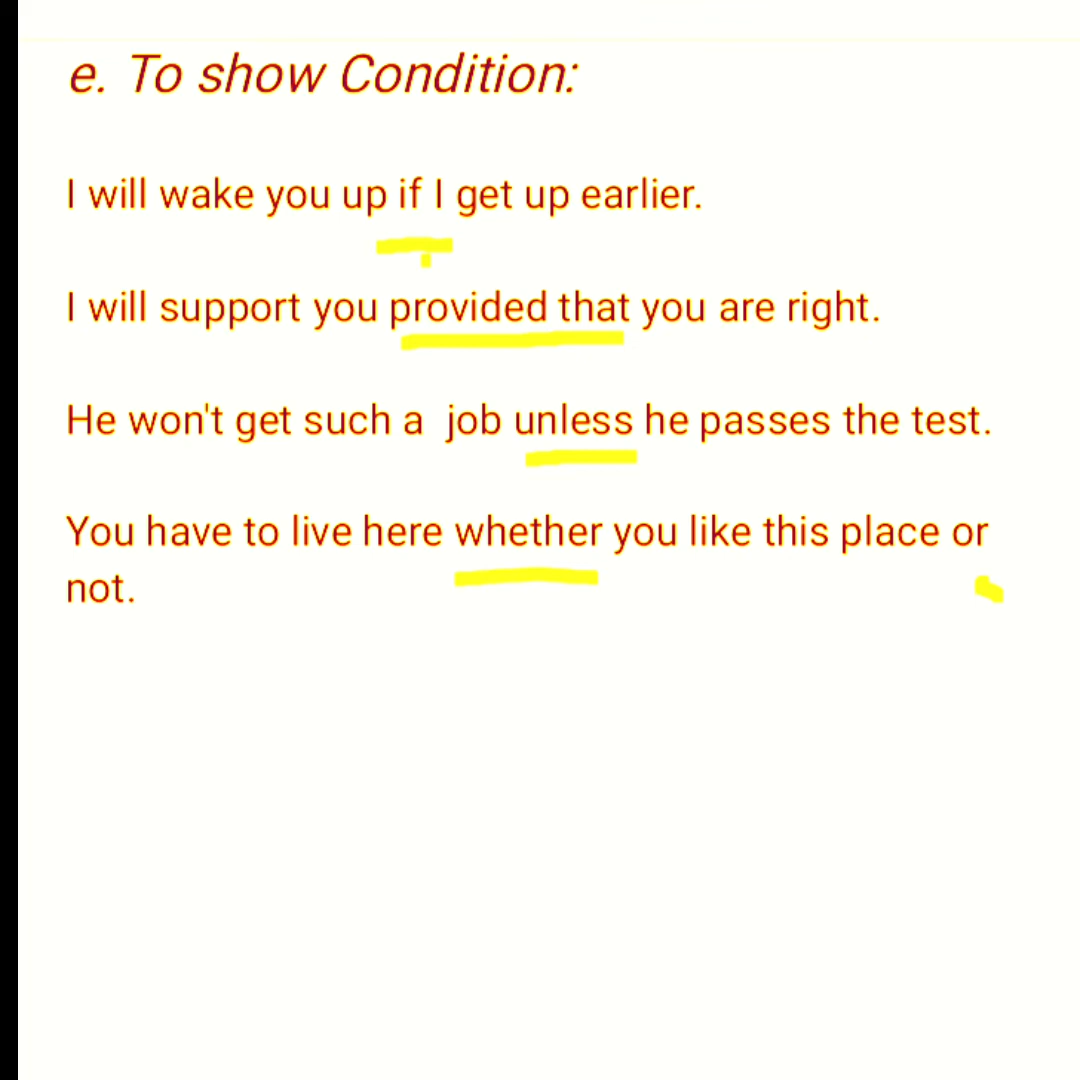 e. To show Condition:
I will wake you up if I get up earlier.
I will support you provided that you are right.
He won't get such a  job unless he passes the test.
You have to live here whether you like this place or
not.